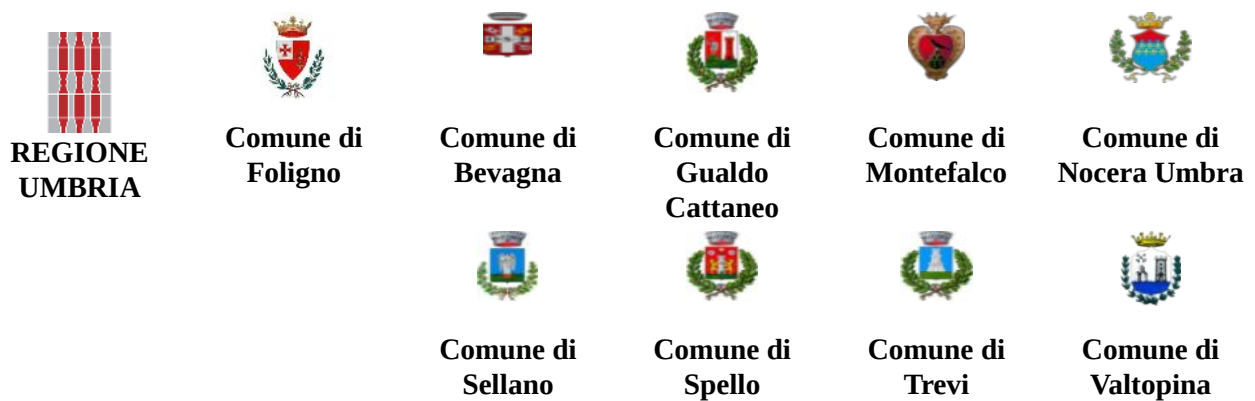 REGIONE
UMBRIA
Comune di
Foligno
Comune di
Bevagna
Comune di
Gualdo
Cattaneo
Comune di
Montefalco
Comune di
Nocera Umbra
Comune di
Sellano
Comune di
Spello
Comune di
Trevi
Comune di
Valtopina